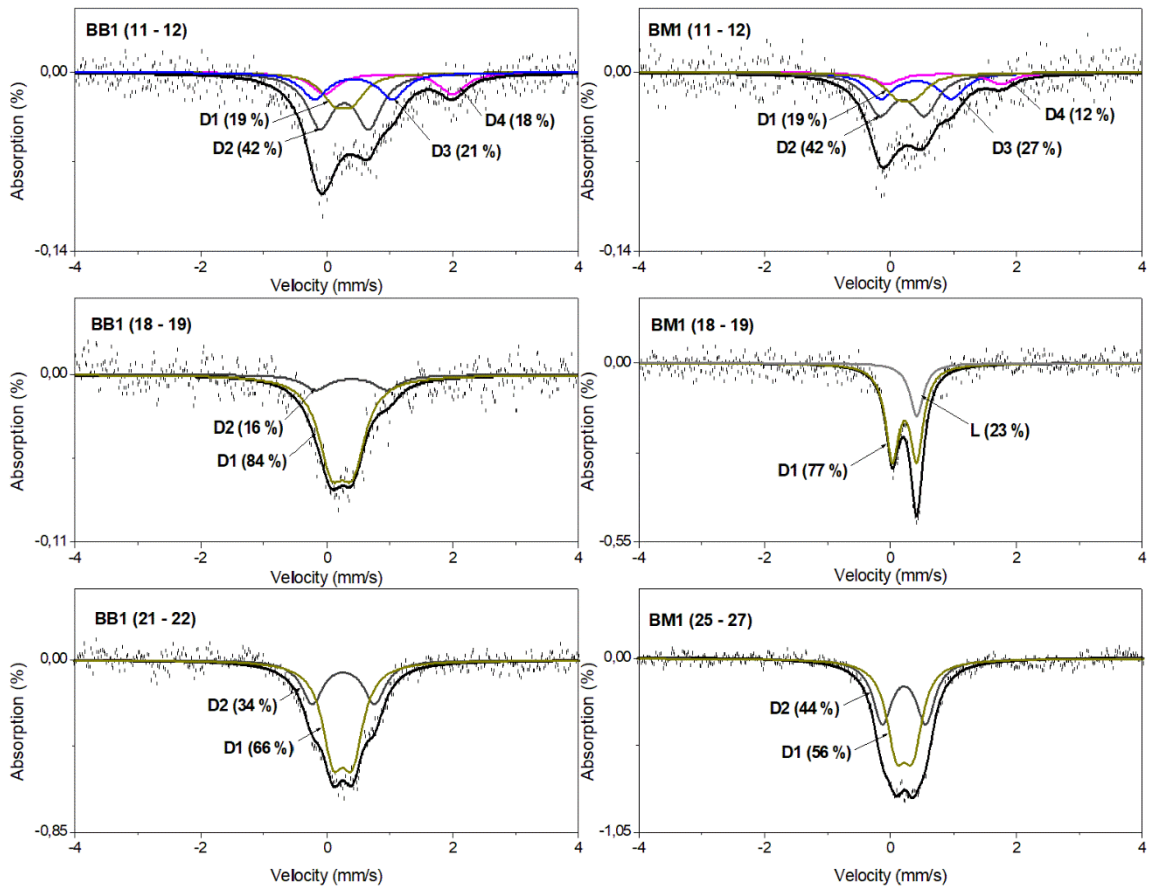 BB1 (11 - 12)
0,00
Absorption (%)
D1 (19 %)
D2 (42 %)
D3 (21 %)
D4 (18 %)
-0,14
-4 -2 0 2 4
Velocity (mm/s)
BM1 (11 - 12)
0,00
Absorption (%)
D1 (19 %)
D2 (42 %)
D3 (27 %)
D4 (12 %)
-0,14
-4 -2 0 2 4
Velocity (mm/s)
BB1 (18 - 19)
0,00
Absorption (%)
D2 (16 %)
D1 (84 %)
-0,11
-4 -2 0 2 4
Velocity (mm/s)
BM1 (18 - 19)
0,00
Absorption (%)
L (23 %)
D1 (77 %)
-0,55
-4 -2 0 2 4
Velocity (mm/s)
BB1 (21 - 22)
0,00
Absorption (%)
D2 (34 %)
D1 (66 %)
-0,85
-4 -2 0 2 4
Velocity (mm/s)
BM1 (25 - 27)
0,00
Absorption (%)
D2 (44 %)
D1 (56 %)
-1,05
-4 -2 0 2 4
Velocity (mm/s)